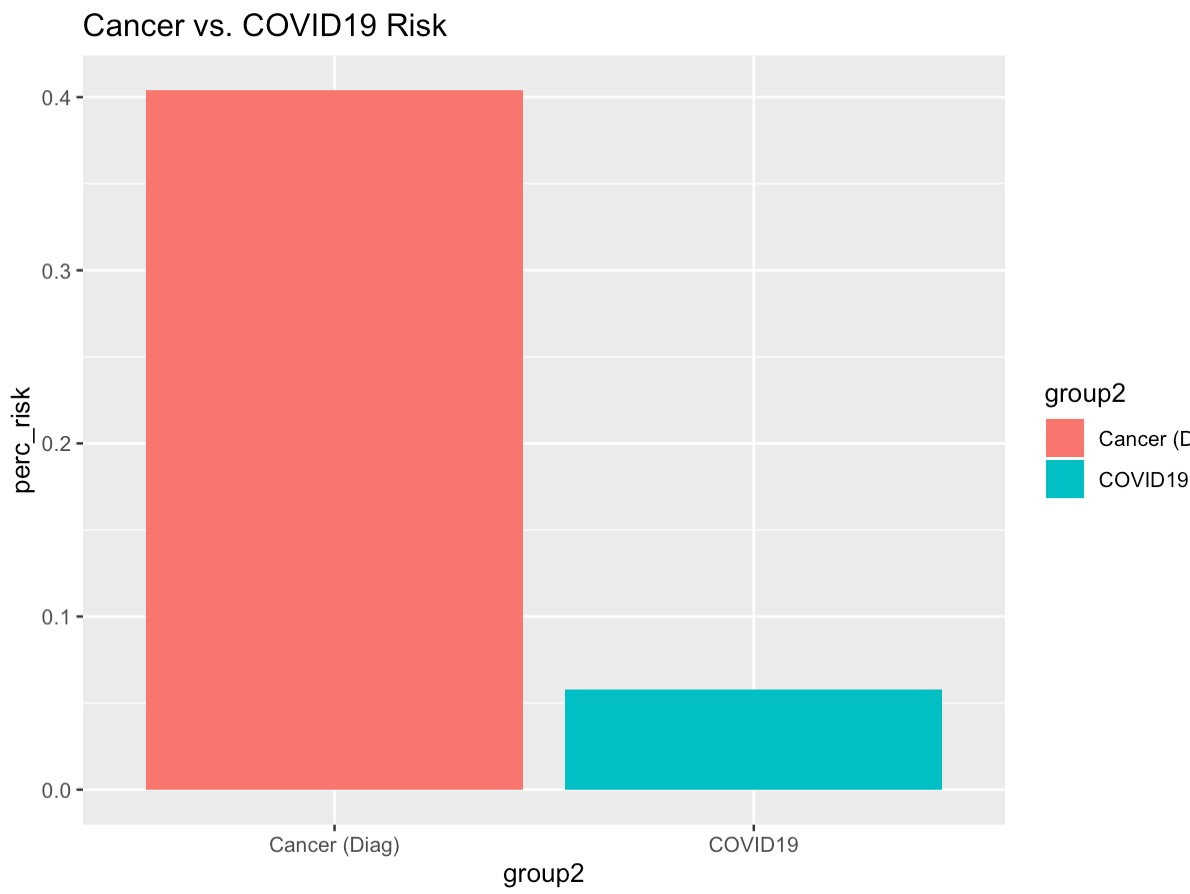 Cancer vs. COVID19 Risk
0.4
0.3
0.2
0.1
0.0
perc_risk
Cancer (Diag)
COVID19
group2
group2
Cancer (D
COVID19